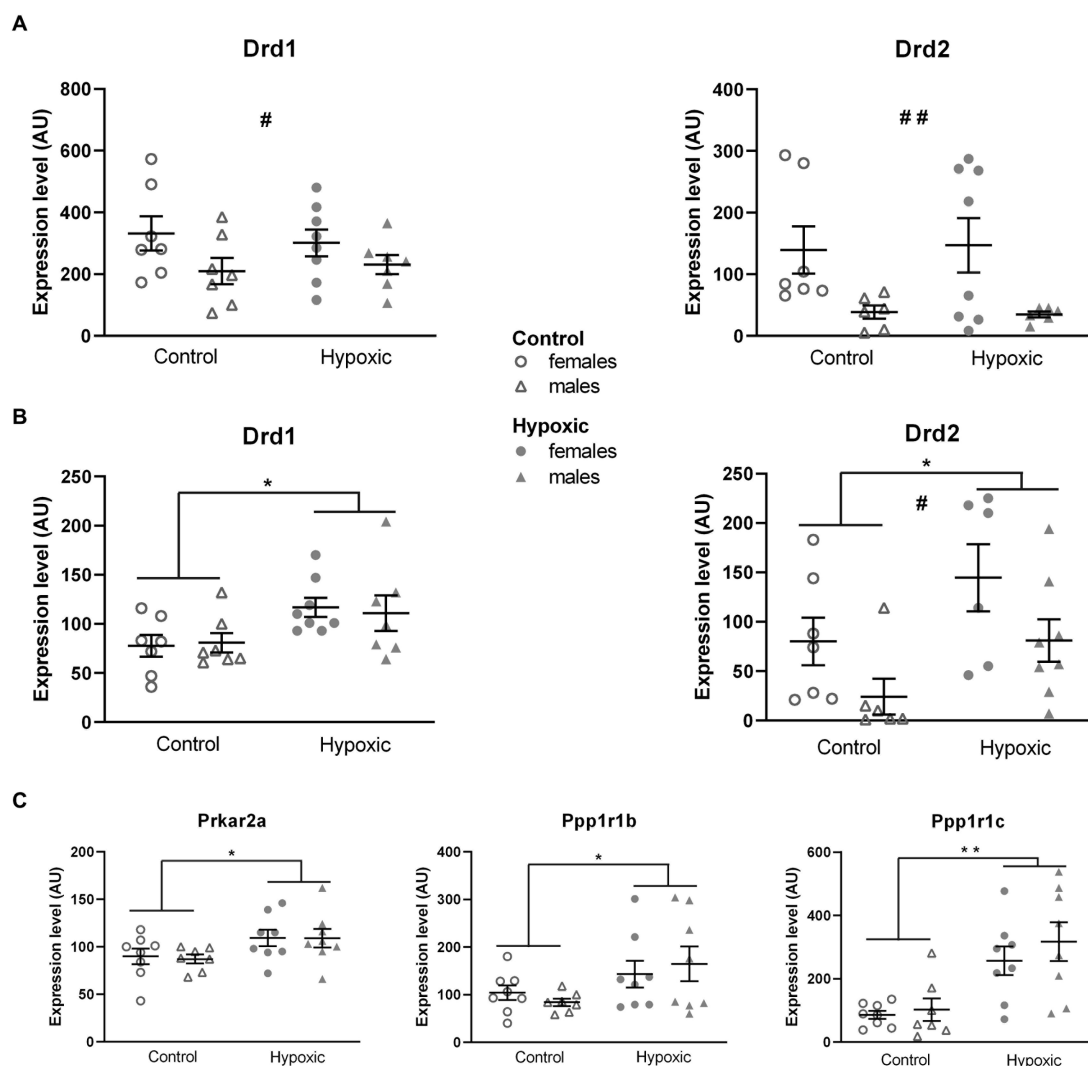 A
Drd1
Expression level (AU)
800
600
400
200
0
#
Control
Hypoxic
Drd2
Expression level (AU)
400
300
200
100
0
# #
Control
Hypoxic
Control
females
males
Hypoxic
females
males
B
Drd1
Expression level (AU)
250
200
150
100
50
0
*
Control
Hypoxic
Drd2
Expression level (AU)
250
200
150
100
50
0
*
#
Control
Hypoxic
C
Prkar2a
Expression level (AU)
200
150
100
50
0
*
Control
Hypoxic
Ppp1r1b
Expression level (AU)
400
300
200
100
0
*
Control
Hypoxic
Ppp1r1c
Expression level (AU)
600
400
200
0
* *
Control
Hypoxic